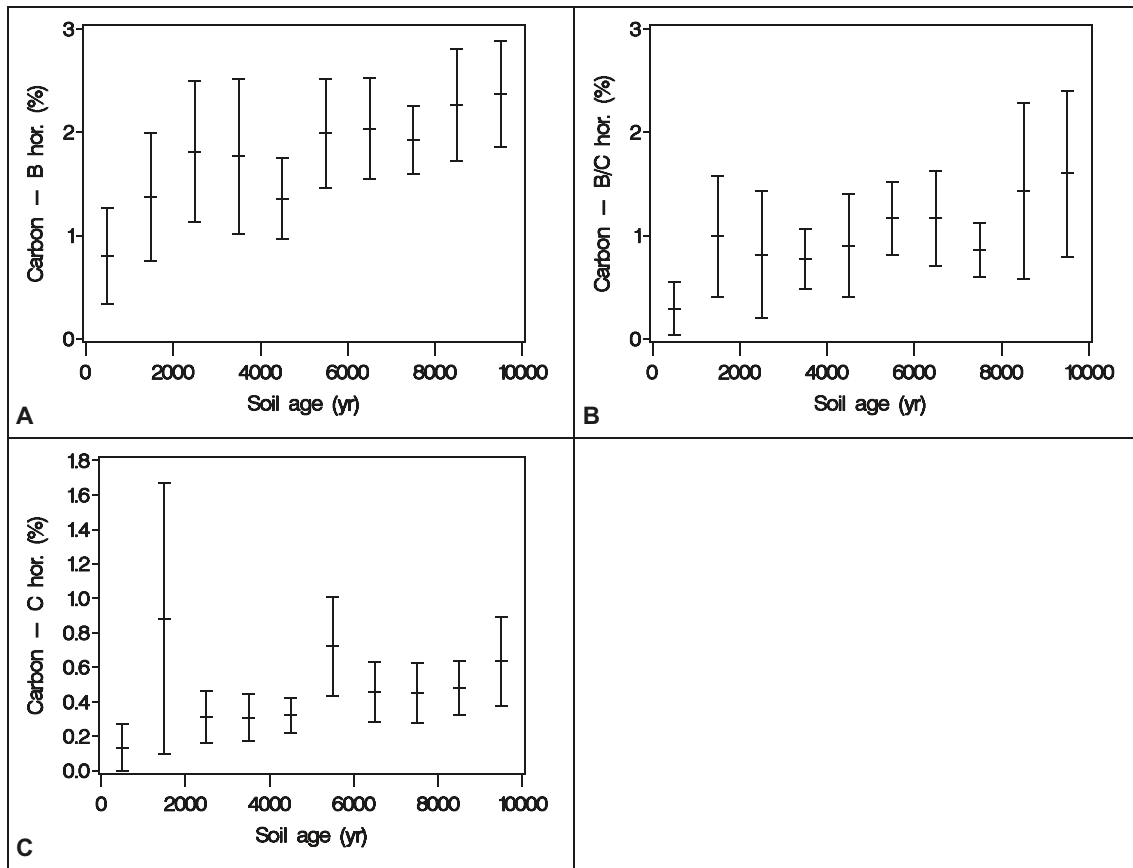 3
2
1
0
Carbon – B hor. (%)
0 2000 4000 6000 8000 10000
Soil age (yr)
A
3
2
1
0
Carbon – B/C hor. (%)
0 2000 4000 6000 8000 10000
Soil age (yr)
B
1.8
1.6
1.4
1.2
1.0
0.8
0.6
0.4
0.2
0.0
Carbon – C hor. (%)
0 2000 4000 6000 8000 10000
Soil age (yr)
C